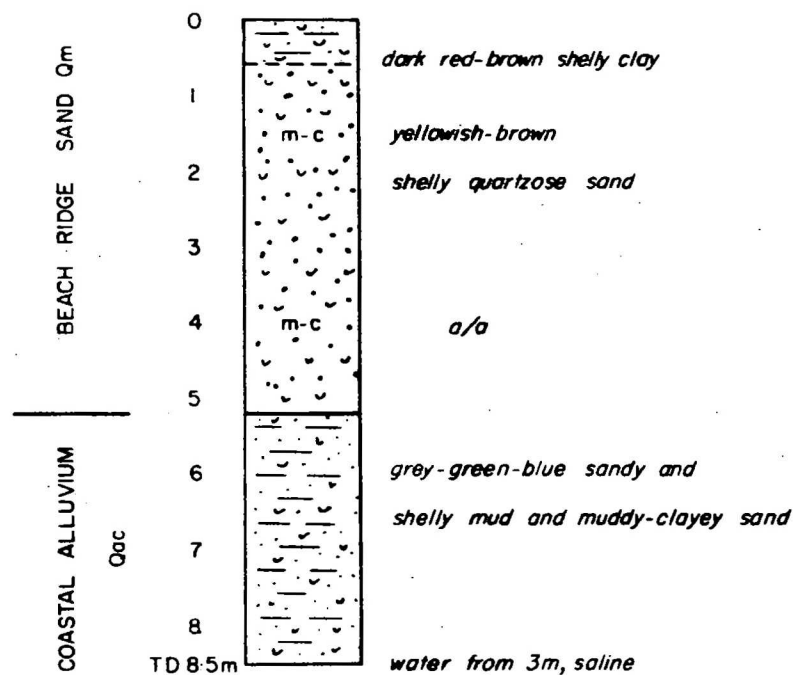 BEACH RIDGE SAND Qm
COASTAL ALLUVIUM
Qac
0
dark red-brown shelly clay
1
m-c
yellowish-brown
2
shelly quartzose sand
3
4
m-c
a/a
5
6
grey-green-blue sandy and
shelly mud and muddy-clayey sand
7
8
TD 8·5m
water from 3m, saline